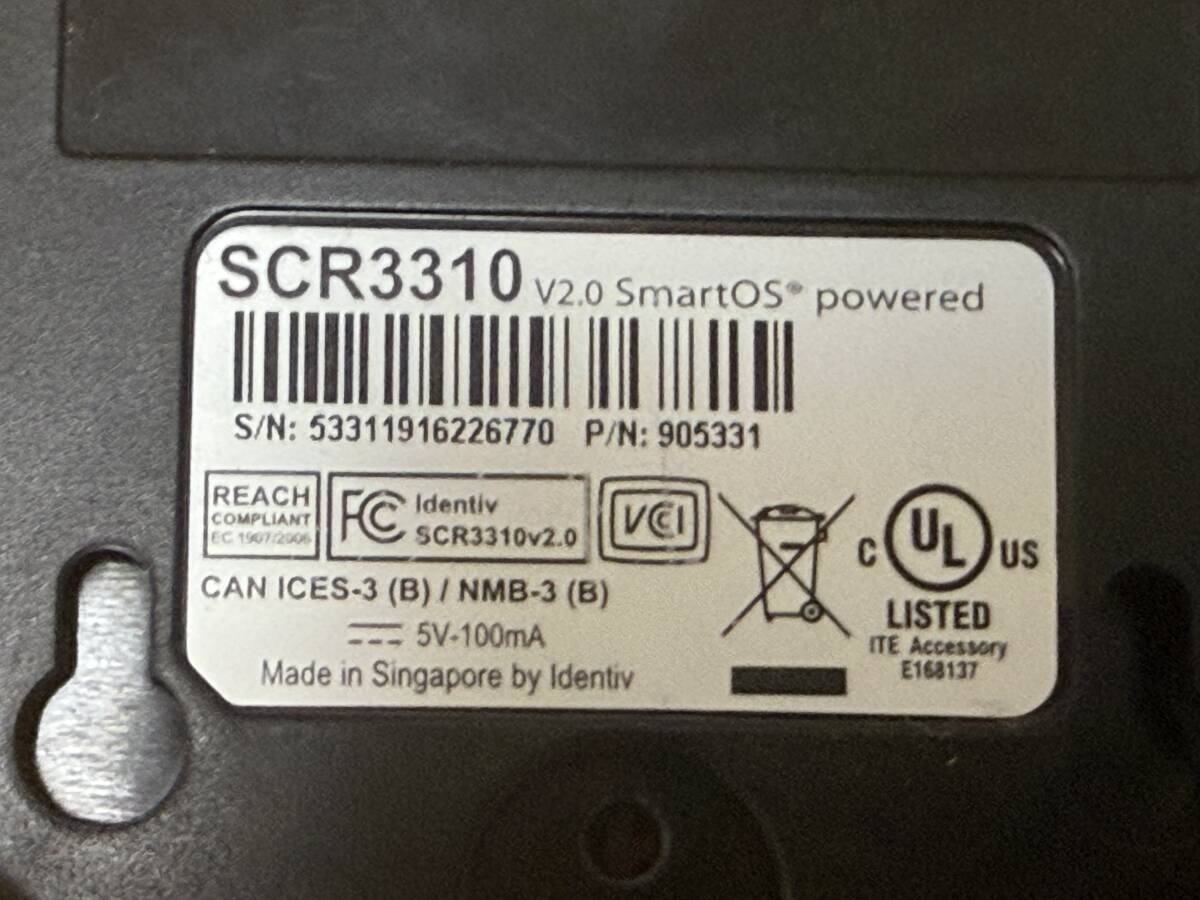 SCR3310 V2.0 SmartOS® powered
S/N: 53311916226770 P/N: 905331
REACH
COMPLIANT
EC 1907/2006
FC Identiv
SCR3310v2.0
VCI
C UL US
LISTED
ITE Accessory
E168137
CAN ICES-3 (B) / NMB-3 (B)
5V-100mA
Made in Singapore by Identiv